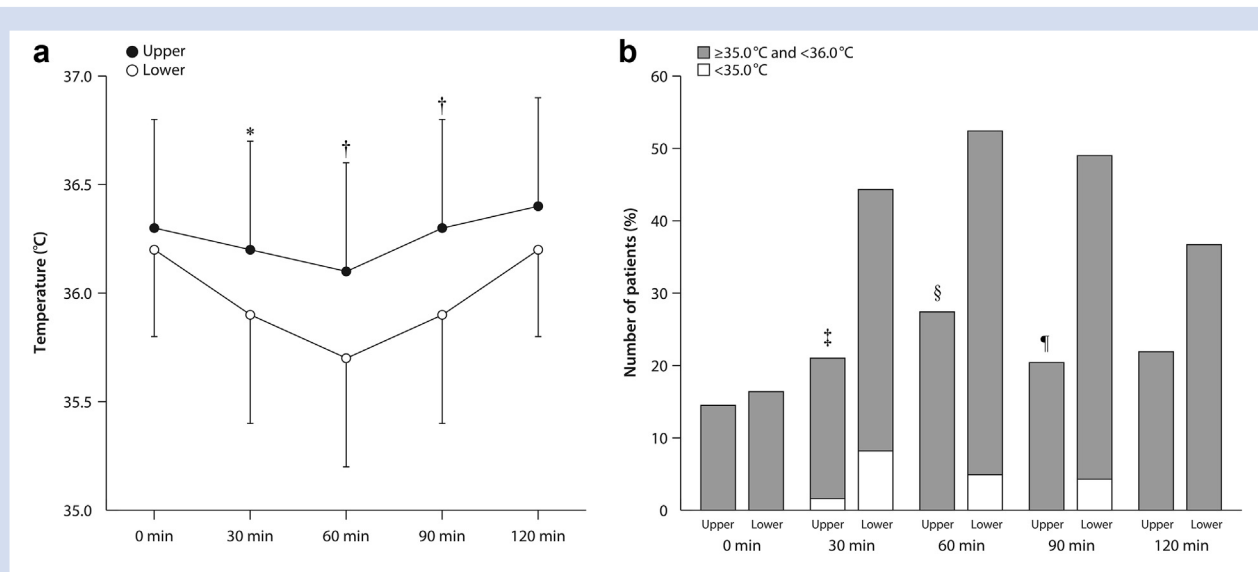 a
Upper
Lower
37.0
36.5
36.0
35.5
35.0
Temperature (°C)
*
†
†
0 min
30 min
60 min
90 min
120 min
b
≥35.0°C and <36.0°C
<35.0°C
60
50
40
30
20
10
0
Number of patients (%)
‡
§
¶
Upper Lower Upper Lower Upper Lower Upper Lower Upper Lower
0 min 30 min 60 min 90 min 120 min